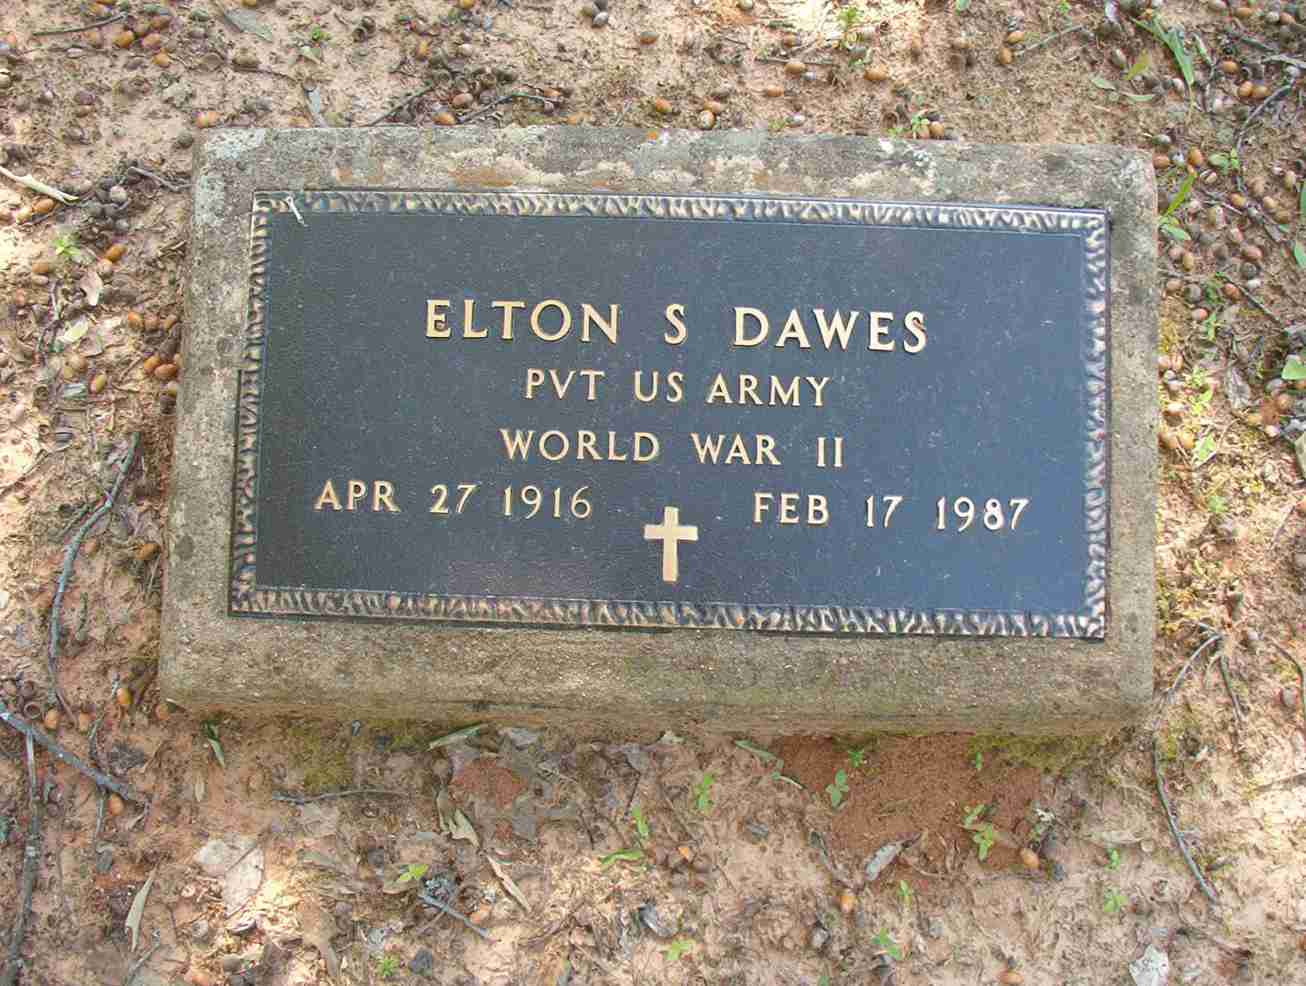 ELTON S DAWES
PVT US ARMY
WORLD WAR II
APR 27 1916 FEB 17 1987